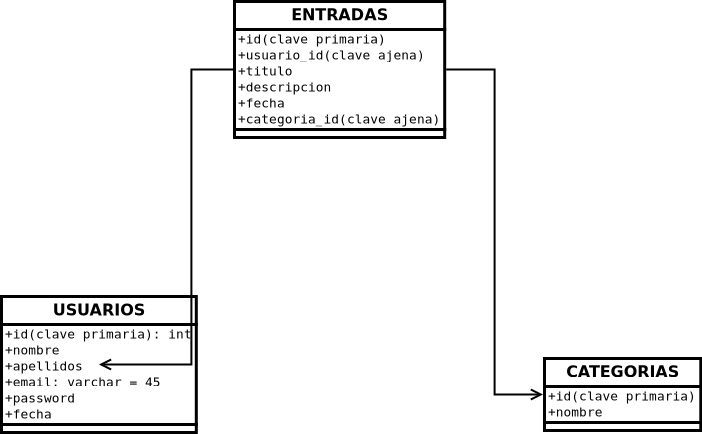 ENTRADAS
+id(clave primaria)
+usuario_id(clave ajena)
+titulo
+descripcion
+fecha
+categoria_id(clave ajena)
USUARIOS
+id(clave primaria): int
+nombre
+apellidos
+email: varchar = 45
+password
+fecha
CATEGORIAS
+id(clave primaria)
+nombre